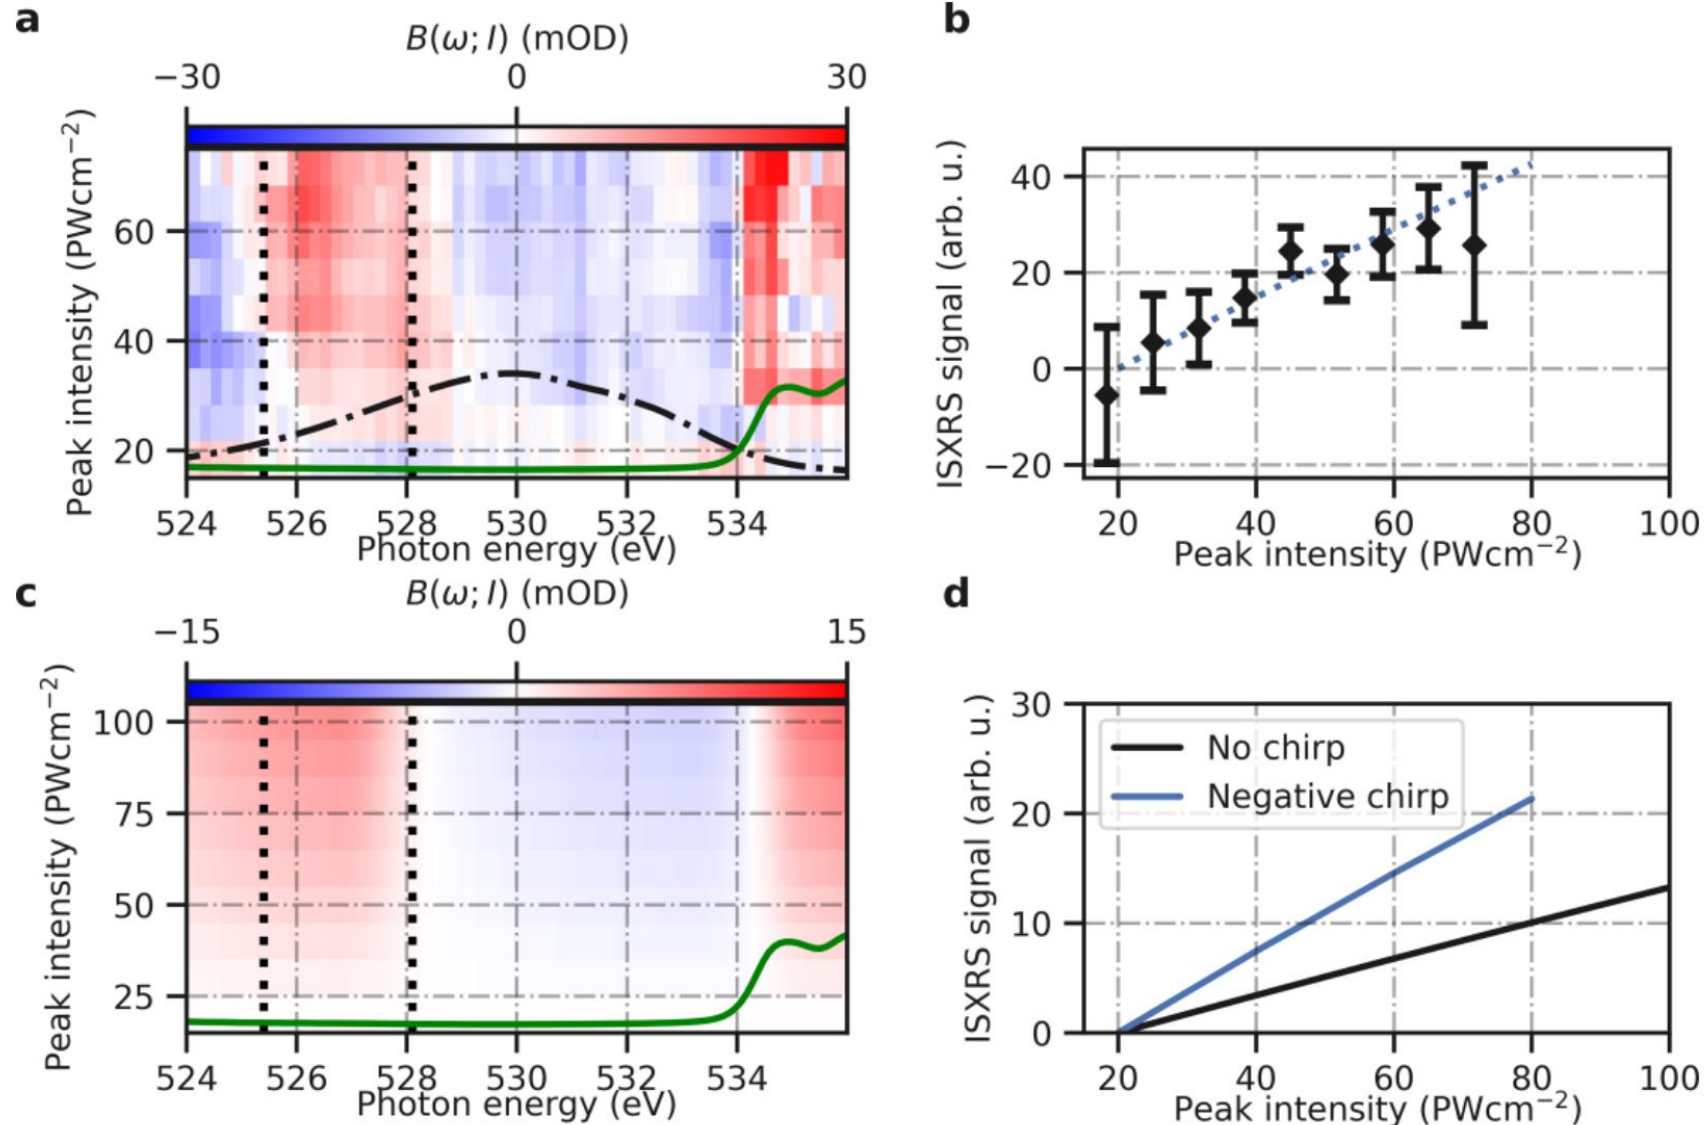 a
B(ω; I) (mOD)
−30 0 30
Peak intensity (PWcm⁻²)
60
40
20
524 526 528 530 532 534
Photon energy (eV)
b
ISXRS signal (arb. u.)
40
20
0
−20
20 40 60 80 100
Peak intensity (PWcm⁻²)
c
B(ω; I) (mOD)
−15 0 15
Peak intensity (PWcm⁻²)
100
75
50
25
524 526 528 530 532 534
Photon energy (eV)
d
ISXRS signal (arb. u.)
30
20
10
0
No chirp
Negative chirp
20 40 60 80 100
Peak intensity (PWcm⁻²)